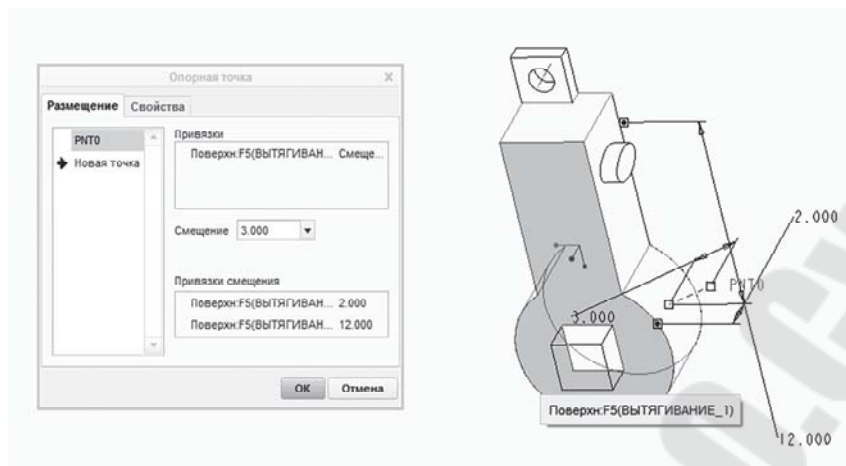 Опорная точка X
Размещение Свойства
PNT0
Новая точка
Привязки
Поверхн:F5(ВЫТЯГИВАН... Смеще...
Смещение 3.000
Привязки смещения
Поверхн:F5(ВЫТЯГИВАН... 2.000
Поверхн:F5(ВЫТЯГИВАН... 12.000
ОК Отмена
2.000
PNT0
3.000
Поверхн:F5(ВЫТЯГИВАНИЕ_1)
12.000